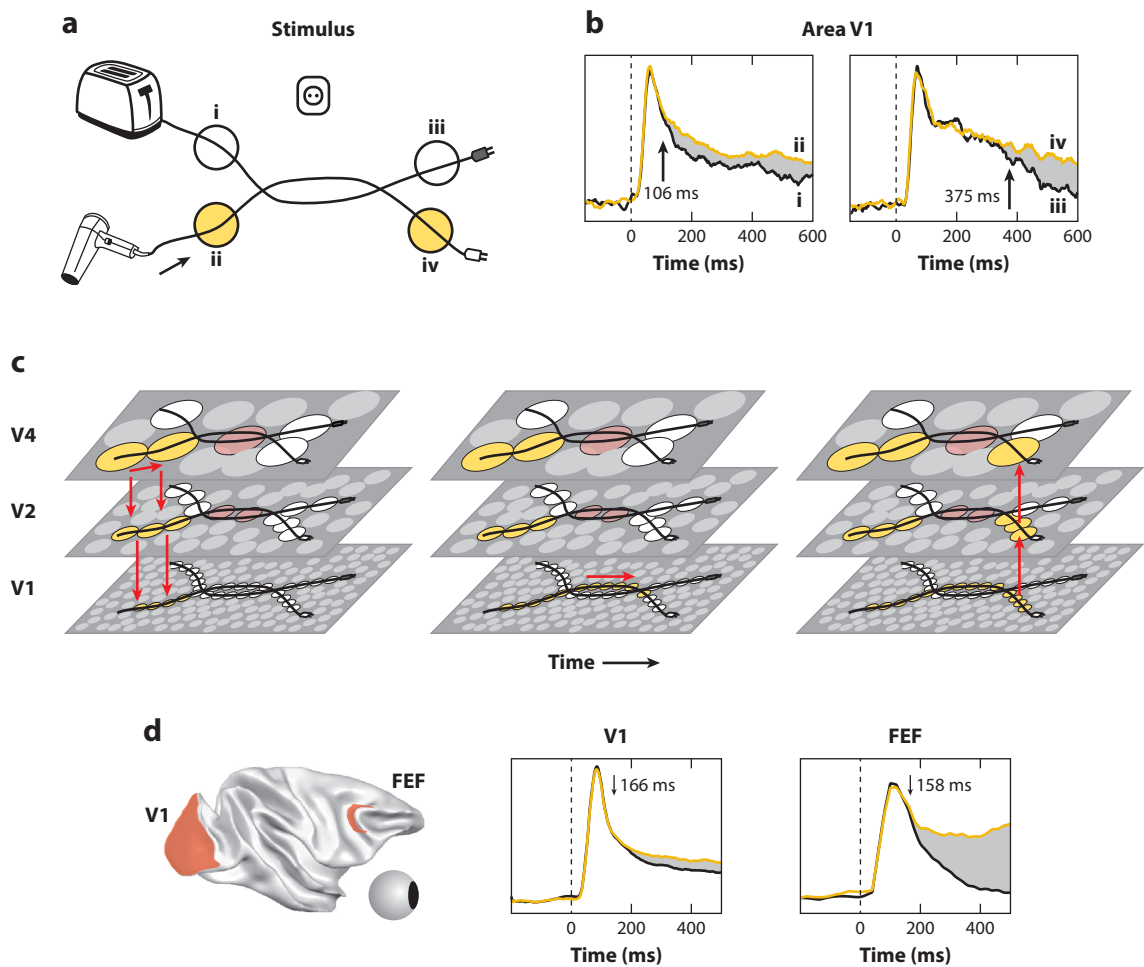 a
Stimulus
i
iii
ii
iv
b
Area V1
106 ms
ii
i
0 200 400 600
Time (ms)
375 ms
iv
iii
0 200 400 600
Time (ms)
c
V4
V2
V1
Time
d
V1
FEF
V1
166 ms
0 200 400
Time (ms)
FEF
158 ms
0 200 400
Time (ms)